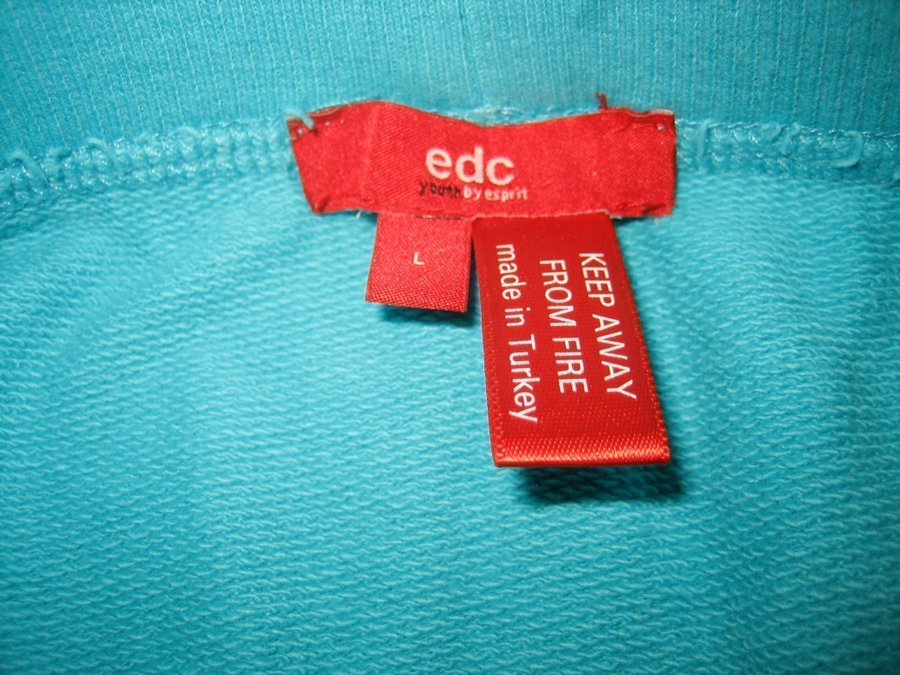 edc
youth by esprit
L
KEEP AWAY
FROM FIRE
made in Turkey